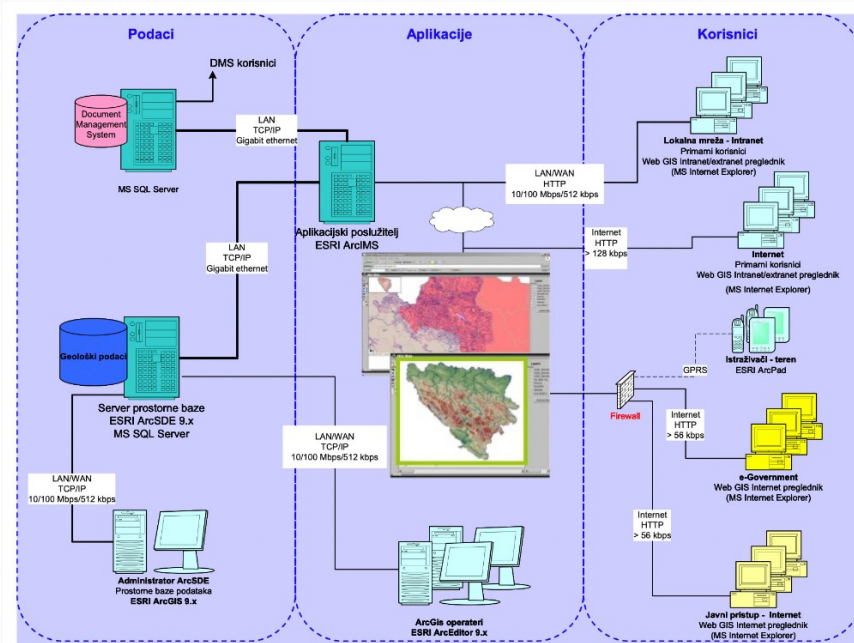 Podaci
Aplikacije
Korisnici
DMS korisnici
Document
Management
System
MS SQL Server
LAN
TCP/IP
Gigabit ethernet
Aplikacijski poslužitelj
ESRI ArcIMS
LAN/WAN
HTTP
10/100 Mbps/512 kbps
Lokalna mreža - Intranet
Primarni korisnici
Web GIS Intranet/extranet preglednik
(MS Internet Explorer)
LAN
TCP/IP
Gigabit ethernet
Internet
HTTP
> 128 kbps
Internet
Primarni korisnici
Web GIS Intranet/extranet preglednik
(MS Internet Explorer)
Geološki podaci
Server prostorne baze
ESRI ArcSDE 9.x
MS SQL Server
GPRS
Istraživači - teren
ESRI ArcPad
Firewall
Internet
HTTP
> 56 kbps
LAN/WAN
TCP/IP
10/100 Mbps/512 kbps
e-Government
Web GIS Internet preglednik
(MS Internet Explorer)
LAN/WAN
TCP/IP
10/100 Mbps/512 kbps
Internet
HTTP
> 56 kbps
Administrator ArcSDE
Prostorne baze podataka
ESRI ArcGIS 9.x
ArcGis operateri
ESRI ArcEditor 9.x
Javni pristup - Internet
Web GIS Internet preglednik
(MS Internet Explorer)